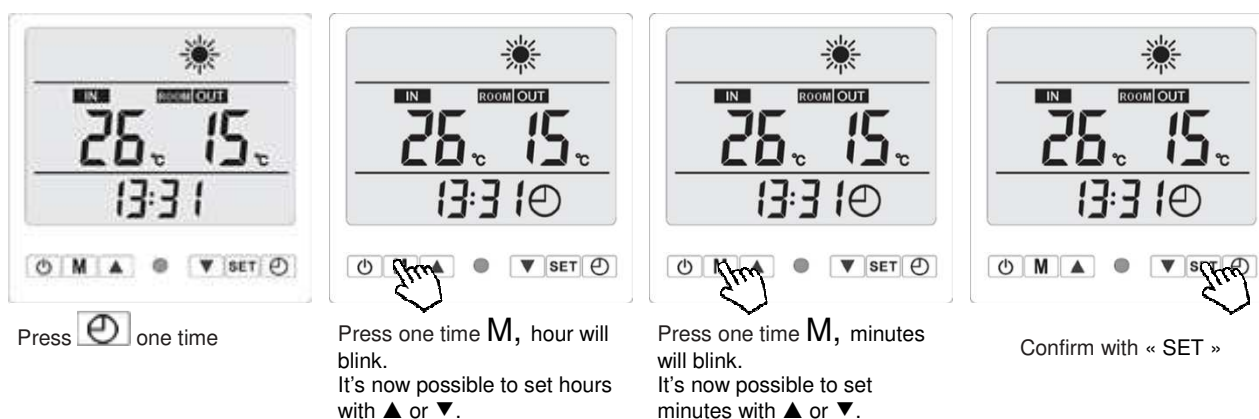 IN ROOM OUT
26 °C 15 °C
13:31
M ▲ ▼ SET
Press one time
IN ROOM OUT
26 °C 15 °C
13:31
M ▲ ▼ SET
Press one time M, hour will
blink.
It's now possible to set hours
with ▲ or ▼.
IN ROOM OUT
26 °C 15 °C
13:31
M ▲ ▼ SET
Press one time M, minutes
will blink.
It's now possible to set
minutes with ▲ or ▼.
IN ROOM OUT
26 °C 15 °C
13:31
M ▲ ▼ SET
Confirm with « SET »